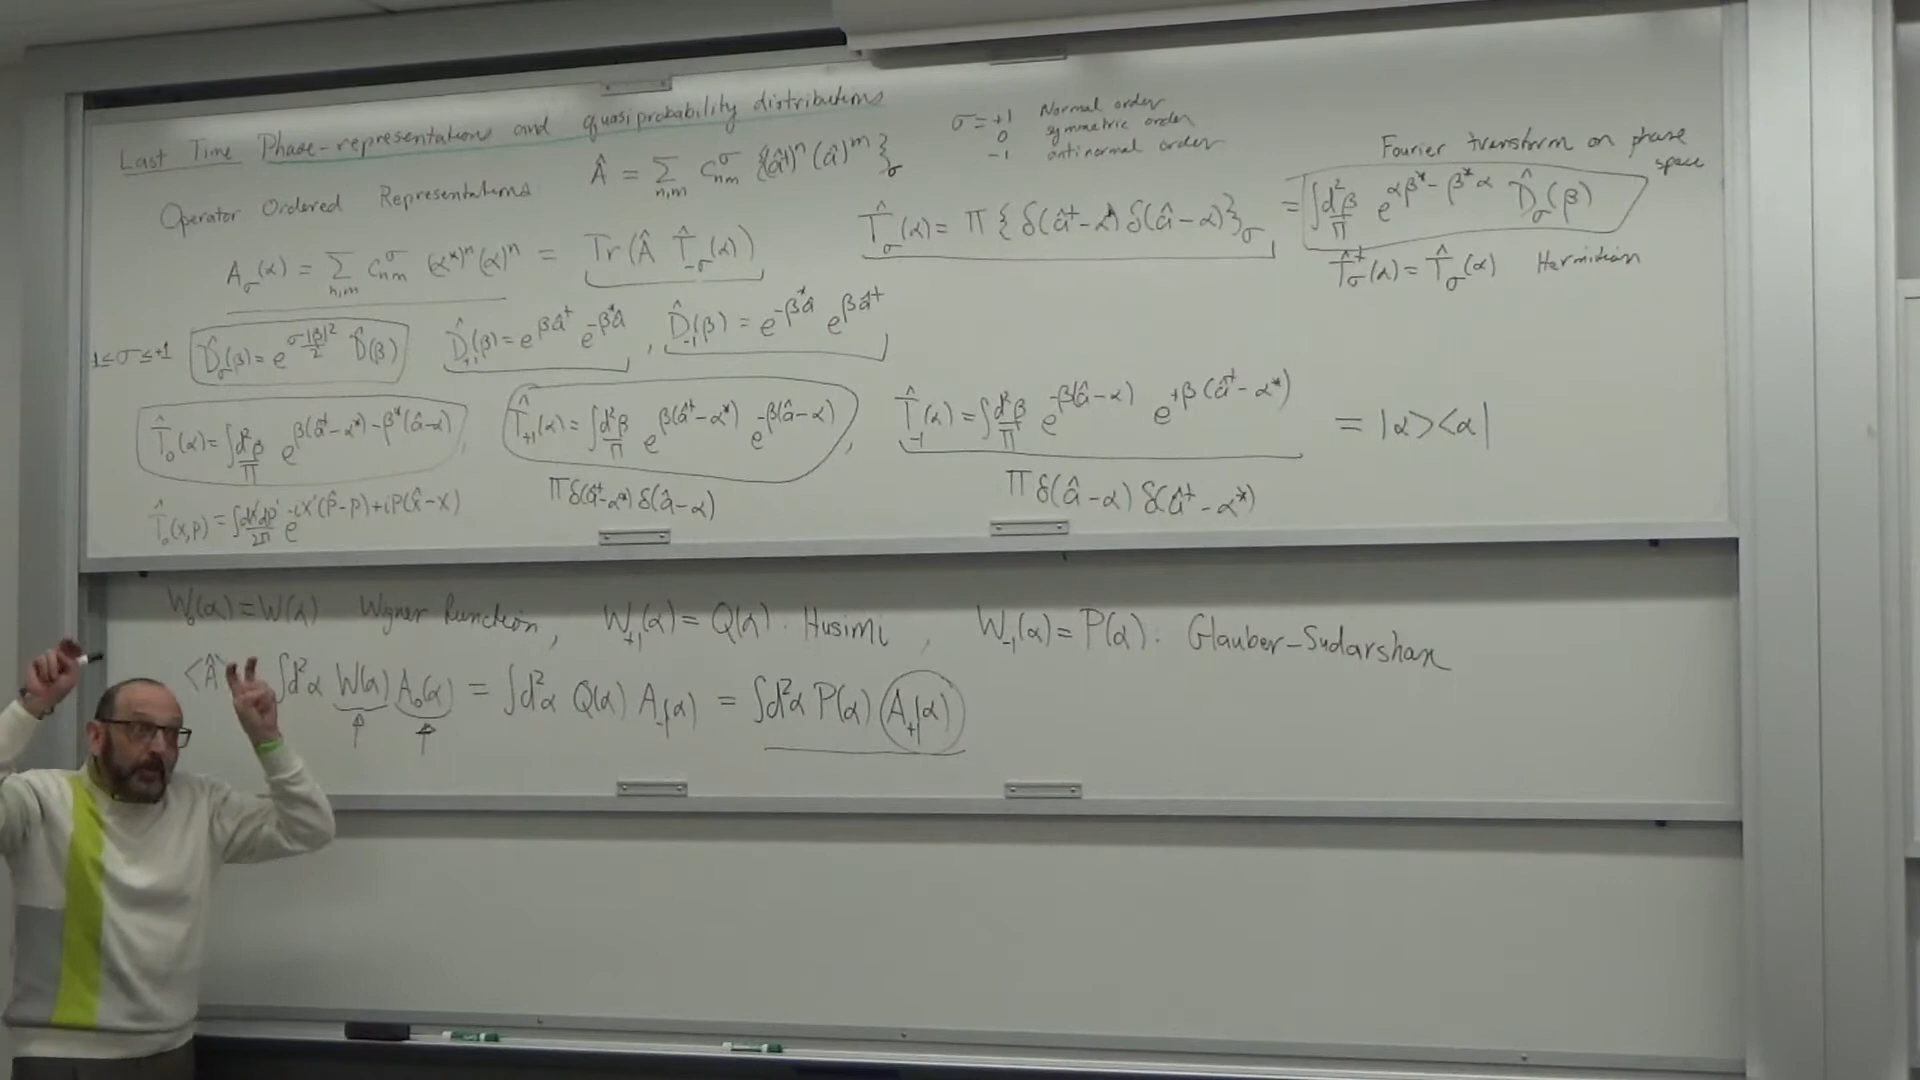 Last Time Phase-representations and quasiprobability distributions
σ = +1 Normal order
0 symmetric order
-1 antinormal order
Operator Ordered Representations  = Σ_{n,m} C^σ_{nm} {(â†)^n (â)^m}_σ
Fourier transform on phase space
A_σ(α) = Σ_{n,m} C^σ_{nm} (α*)^n (α)^n = Tr( T̂_{-σ}(α))
T̂_σ(α) = π { δ(â†-α) δ(â-α)}_σ = ∫ d²β/π e^{αβ* - β*α} D̂_σ(β)
T̂†_σ(α) = T̂_σ(α) Hermitian
1 ≤ σ ≤ +1 D̂_σ(β) = e^{σ|β|²/2} D̂(β) D̂_{+1}(β) = e^{βâ†} e^{-β*â} , D̂_{-1}(β) = e^{-β*â} e^{βâ†}
T̂_0(α) = ∫ d²β/π e^{β(â†-α*) - β*(â-α)} , T̂_{+1}(α) = ∫ d²β/π e^{β(â†-α*)} e^{-β(â-α)} , T̂_{-1}(α) = ∫ d²β/π e^{-β(â-α)} e^{+β(â†-α*)} = |α><α|
T̂_0(x,p) = ∫ dx'dp'/2π e^{-ix'(p̂-p)+ip(x̂-x)}
π δ(â†-α*) δ(â-α)
π δ(â-α) δ(â†-α*)
W_0(α) = W(α) Wigner Function , W_{+1}(α) = Q(α) : Husimi , W_{-1}(α) = P(α) : Glauber-Sudarshan
<Â> ∫d²α W(α) A_0(α) = ∫d²α Q(α) A_{-1}(α) = ∫d²α P(α) A_{+1}(α)